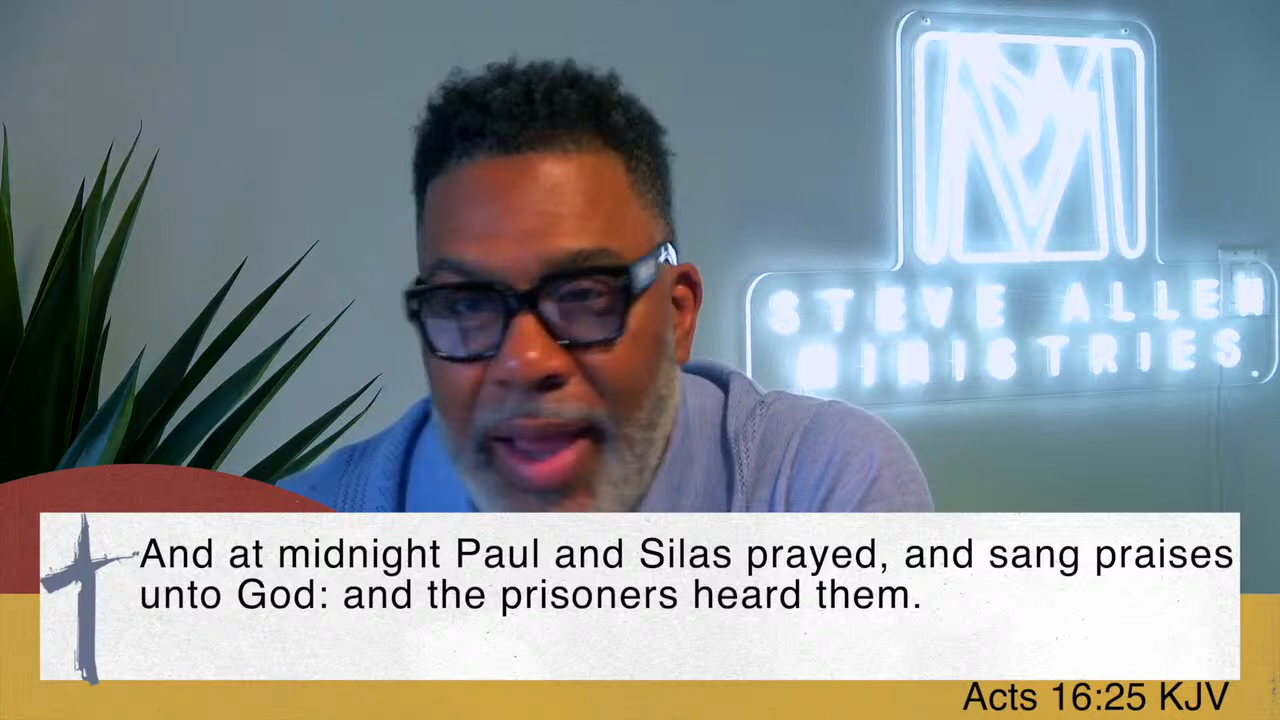 STEVE ALLEN
MINISTRIES.
And at midnight Paul and Silas prayed, and sang praises
unto God: and the prisoners heard them.
Acts 16:25 KJV